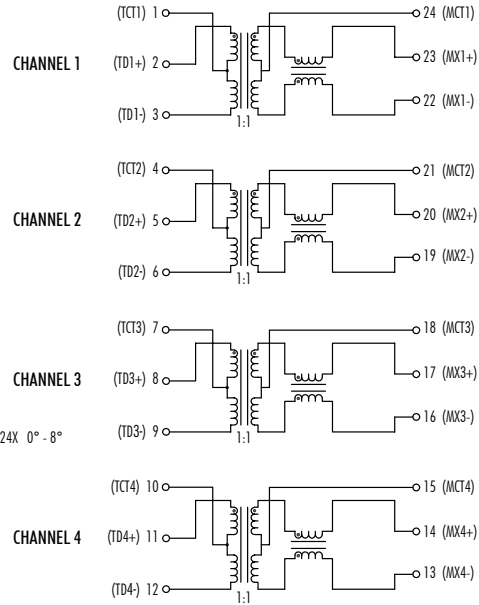 (TCT1) 1
24 (MCT1)
CHANNEL 1
(TD1+) 2
23 (MX1+)
(TD1-) 3
22 (MX1-)
1:1
(TCT2) 4
21 (MCT2)
CHANNEL 2
(TD2+) 5
20 (MX2+)
(TD2-) 6
19 (MX2-)
1:1
(TCT3) 7
18 (MCT3)
CHANNEL 3
(TD3+) 8
17 (MX3+)
(TD3-) 9
16 (MX3-)
24X 0° - 8°
1:1
(TCT4) 10
15 (MCT4)
CHANNEL 4
(TD4+) 11
14 (MX4+)
(TD4-) 12
13 (MX4-)
1:1